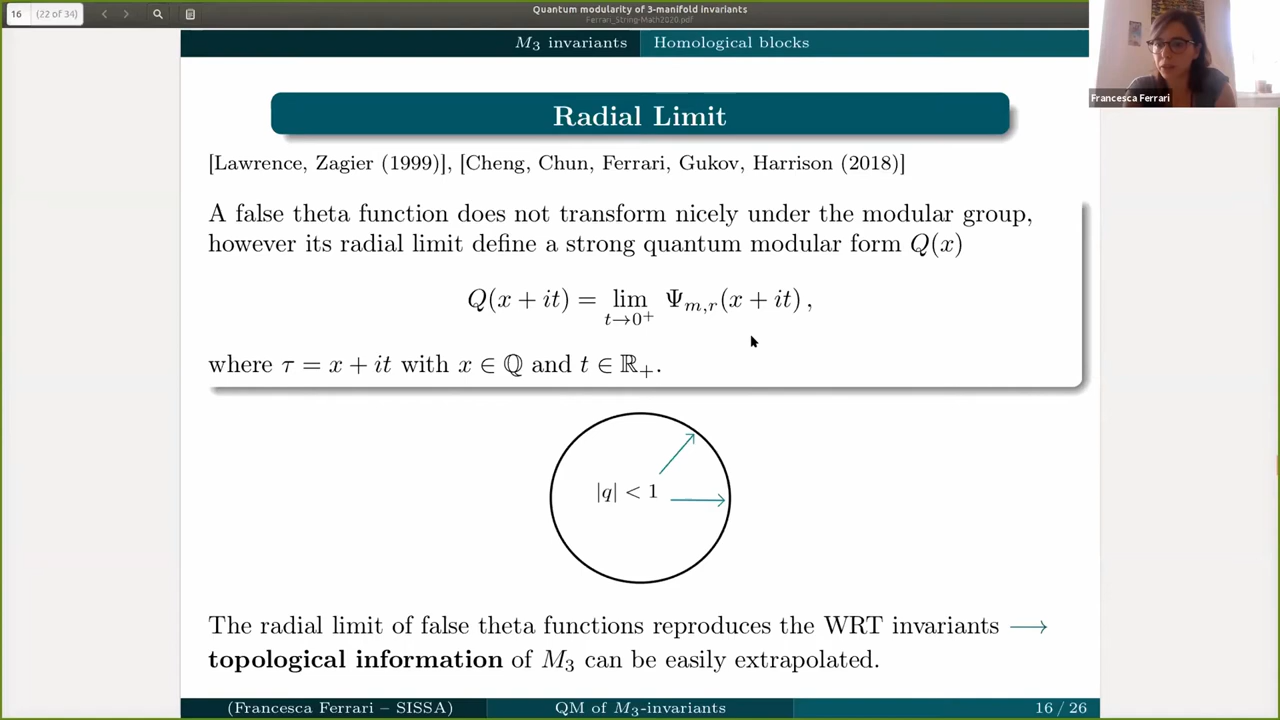 16
(22 of 34)
Quantum modularity of 3-manifold invariants
Ferrari_String-Math2020.pdf
M₃ invariants
Homological blocks
Francesca Ferrari
Radial Limit
[Lawrence, Zagier (1999)], [Cheng, Chun, Ferrari, Gukov, Harrison (2018)]
A false theta function does not transform nicely under the modular group,
however its radial limit define a strong quantum modular form Q(x)
Q(x + it) = lim t→0⁺ Ψm,r(x + it) ,
where τ = x + it with x ∈ ℚ and t ∈ ℝ₊.
|q| < 1
The radial limit of false theta functions reproduces the WRT invariants ⟶
topological information of M₃ can be easily extrapolated.
(Francesca Ferrari – SISSA)
QM of M₃-invariants
16 / 26